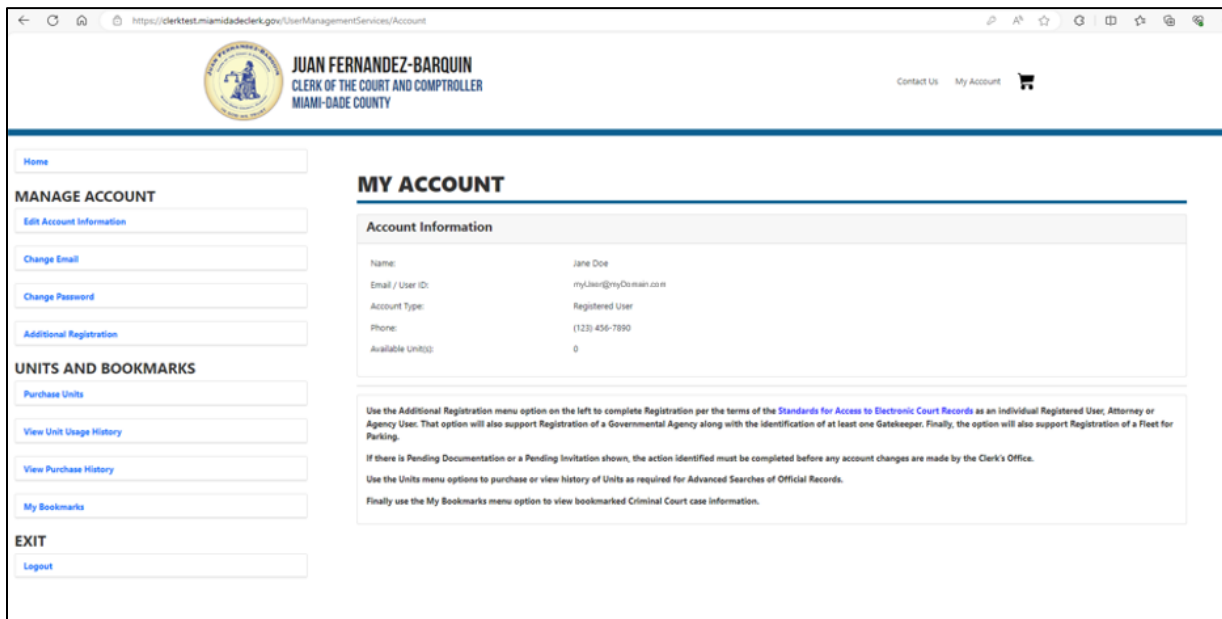 https://clerktest.miamidadeclerk.gov/UserManagementServices/Account
JUAN FERNANDEZ-BARQUIN
CLERK OF THE COURT AND COMPTROLLER
MIAMI-DADE COUNTY
Contact Us My Account
Home
MANAGE ACCOUNT
Edit Account Information
Change Email
Change Password
Additional Registration
UNITS AND BOOKMARKS
Purchase Units
View Unit Usage History
View Purchase History
My Bookmarks
EXIT
Logout
MY ACCOUNT
Account Information
Name: Jane Doe
Email / User ID: myUser@myDomain.com
Account Type: Registered User
Phone: (123) 456-7890
Available Unit(s): 0
Use the Additional Registration menu option on the left to complete Registration per the terms of the Standards for Access to Electronic Court Records as an individual Registered User, Attorney or
Agency User. That option will also support Registration of a Governmental Agency along with the identification of at least one Gatekeeper. Finally, the option will also support Registration of a Fleet for
Parking.
If there is Pending Documentation or a Pending Invitation shown, the action identified must be completed before any account changes are made by the Clerk's Office.
Use the Units menu options to purchase or view history of Units as required for Advanced Searches of Official Records.
Finally use the My Bookmarks menu option to view bookmarked Criminal Court case information.